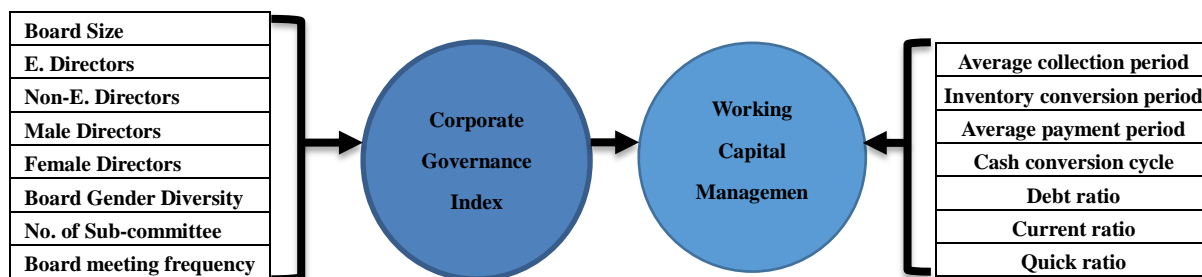 Board Size
E. Directors
Non-E. Directors
Male Directors
Female Directors
Board Gender Diversity
No. of Sub-committee
Board meeting frequency
Corporate
Governance
Index
Working
Capital
Managemen
Average collection period
Inventory conversion period
Average payment period
Cash conversion cycle
Debt ratio
Current ratio
Quick ratio